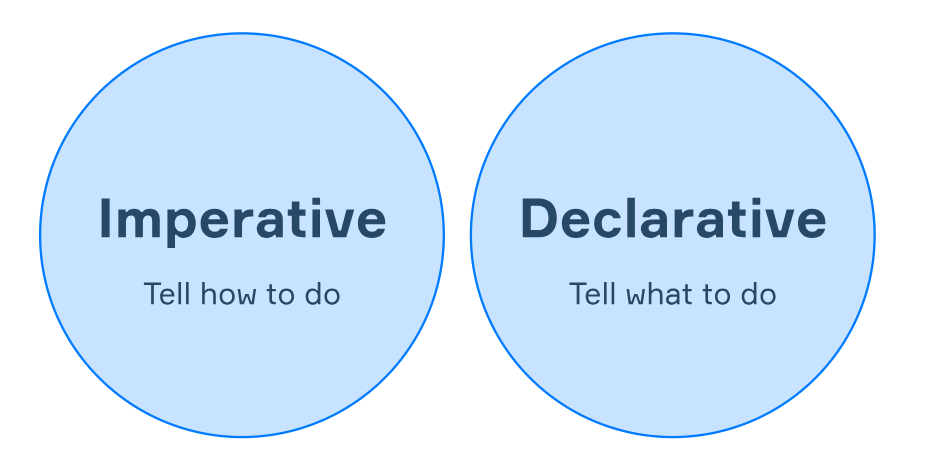 Imperative
Tell how to do
Declarative
Tell what to do